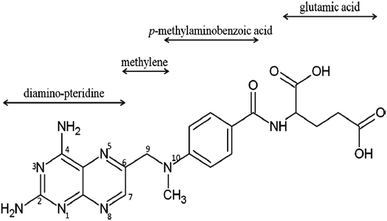 glutamic acid
p-methylaminobenzoic acid
methylene
diamino-pteridine
O
OH
O
NH2
N
H
O
OH
4
5
9
3 N
N
6
10
N
2
7
CH3
H2N
N
1
N
8